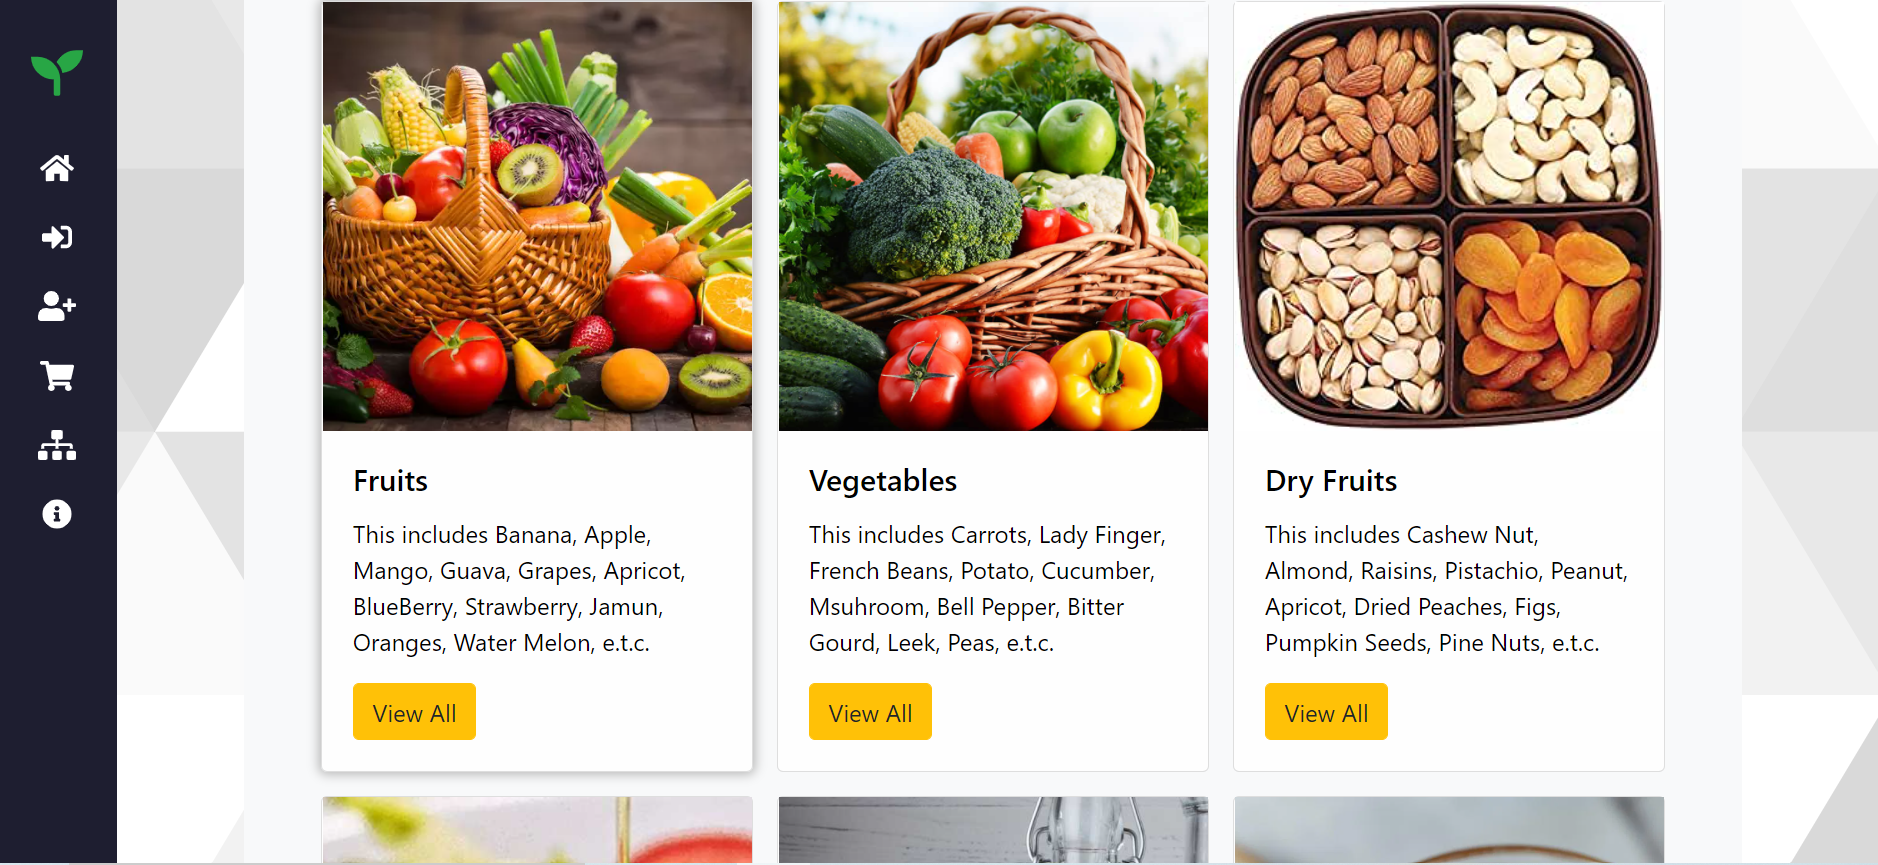 Fruits
This includes Banana, Apple,
Mango, Guava, Grapes, Apricot,
BlueBerry, Strawberry, Jamun,
Oranges, Water Melon, e.t.c.
View All
Vegetables
This includes Carrots, Lady Finger,
French Beans, Potato, Cucumber,
Msuhroom, Bell Pepper, Bitter
Gourd, Leek, Peas, e.t.c.
View All
Dry Fruits
This includes Cashew Nut,
Almond, Raisins, Pistachio, Peanut,
Apricot, Dried Peaches, Figs,
Pumpkin Seeds, Pine Nuts, e.t.c.
View All